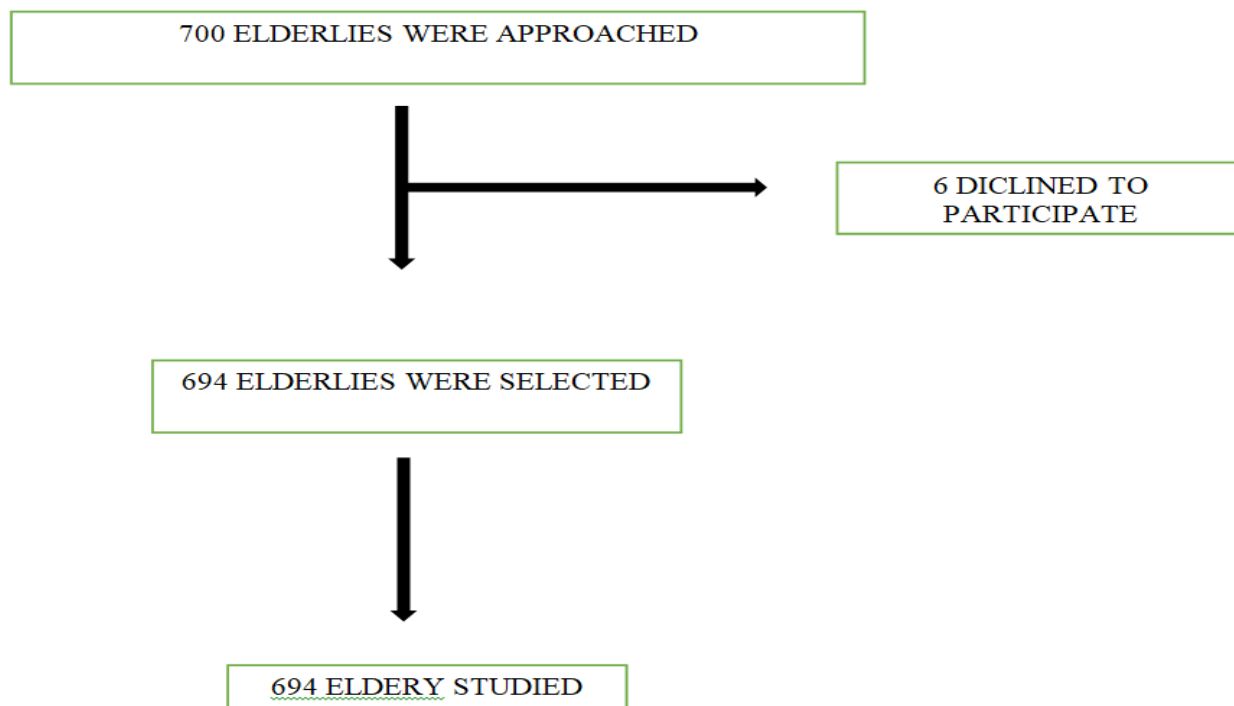 700 ELDERLIES WERE APPROACHED
6 DICLINED TO
PARTICIPATE
694 ELDERLIES WERE SELECTED
694 ELDERY STUDIED